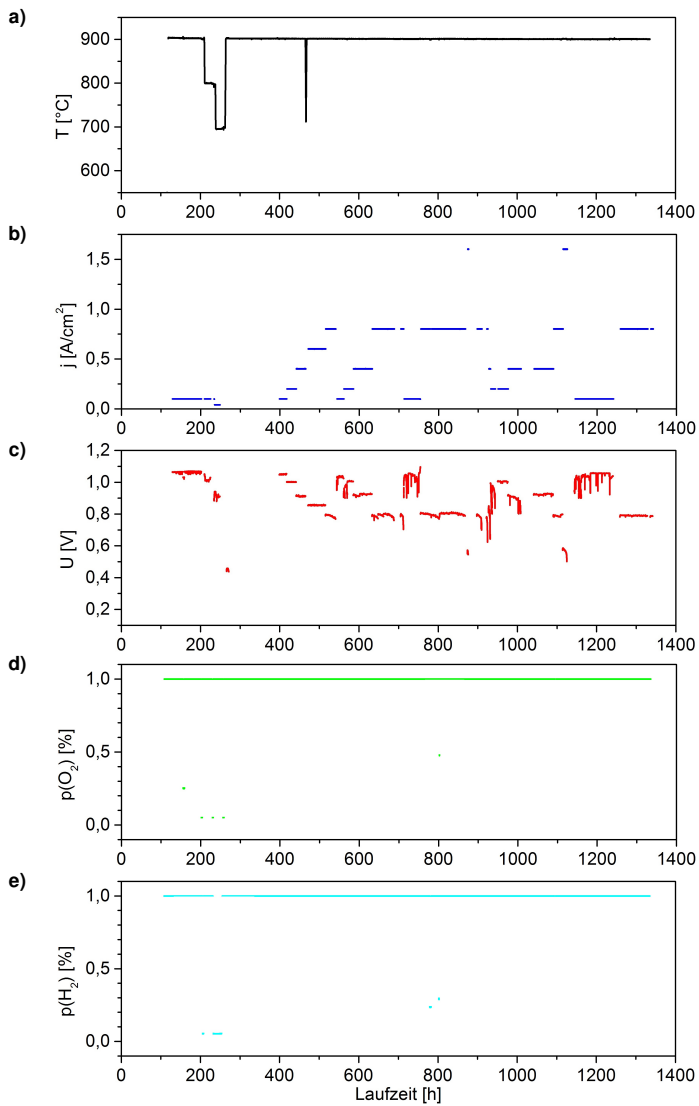 a)
T [°C]
900
800
700
600
0 200 400 600 800 1000 1200 1400
b)
j [A/cm²]
1,5
1,0
0,5
0,0
0 200 400 600 800 1000 1200 1400
c)
U [V]
1,2
1,0
0,8
0,6
0,4
0,2
0 200 400 600 800 1000 1200 1400
d)
p(O₂) [%]
1,0
0,5
0,0
0 200 400 600 800 1000 1200 1400
e)
p(H₂) [%]
1,0
0,5
0,0
0 200 400 600 800 1000 1200 1400
Laufzeit [h]